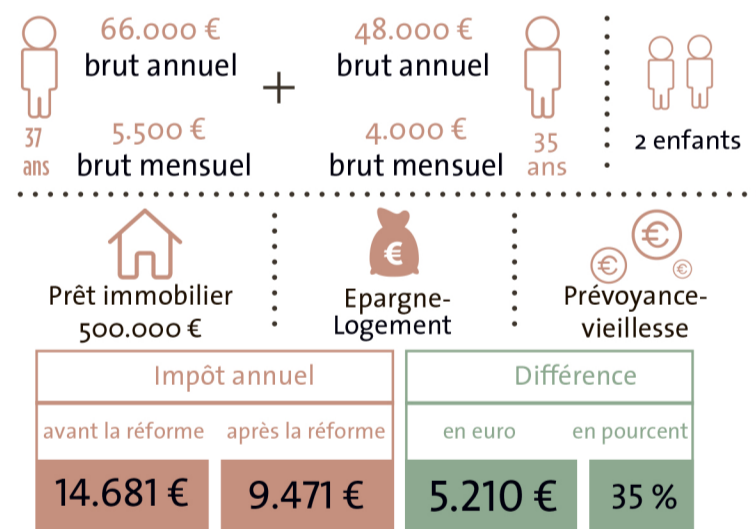 66.000 €
brut annuel
+
48.000 €
brut annuel
37
ans
5.500 €
brut mensuel
4.000 €
brut mensuel
35
ans
2 enfants
Prêt immobilier
500.000 €
€
Epargne-
Logement
€
€
€
Prévoyance-
vieillesse
Impôt annuel
Différence
avant la réforme
après la réforme
en euro
en pourcent
14.681 €
9.471 €
5.210 €
35 %